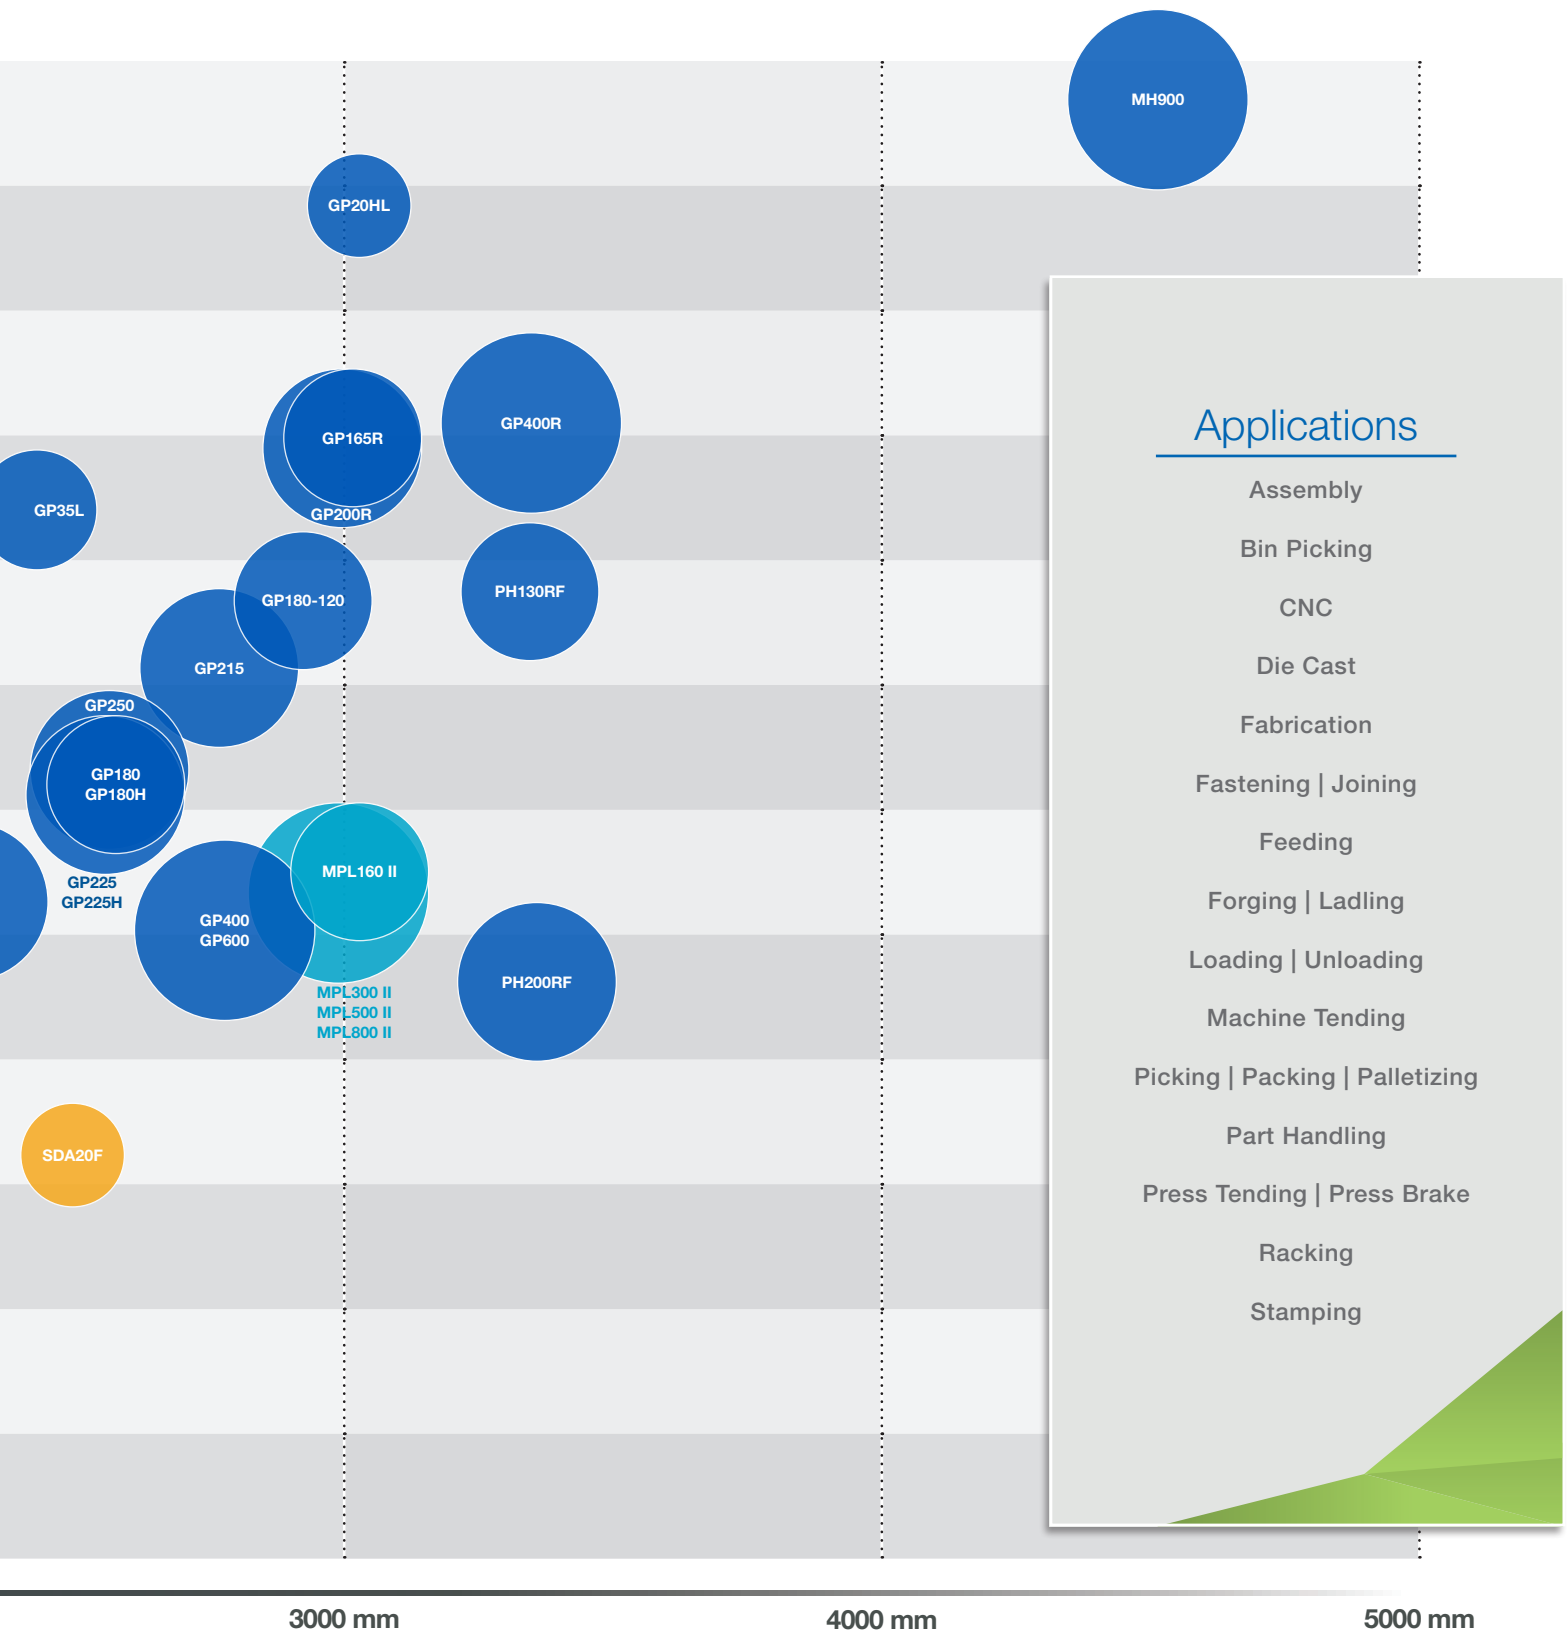 MH900
GP20HL
GP400R
GP165R
GP200R
GP35L
PH130RF
GP180-120
GP215
GP250
GP180
GP180H
GP225
GP225H
MPL160 II
GP400
GP600
PH200RF
MPL300 II
MPL500 II
MPL800 II
SDA20F
Applications
Assembly
Bin Picking
CNC
Die Cast
Fabrication
Fastening | Joining
Feeding
Forging | Ladling
Loading | Unloading
Machine Tending
Picking | Packing | Palletizing
Part Handling
Press Tending | Press Brake
Racking
Stamping
3000 mm
4000 mm
5000 mm